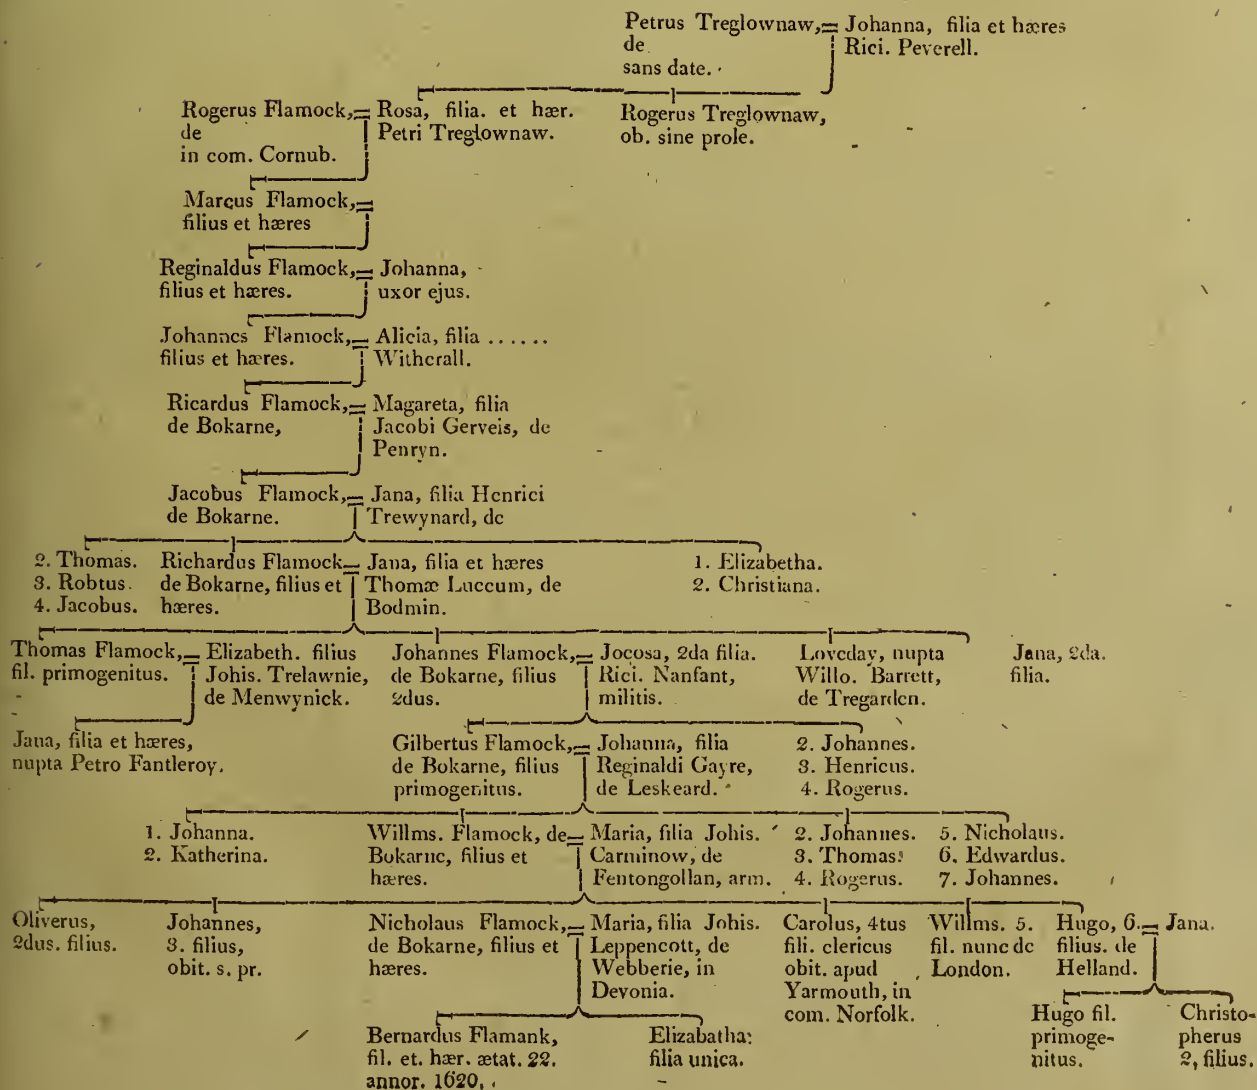 Petrus Treglownaw,
de
sans date.
Johanna, filia et hæres
Rici. Peverell.
Rogerus Flamock,
de
in com. Cornub.
Rosa, filia. et hær.
Petri Treglownaw.
Rogerus Treglownaw,
ob. sine prole.
Marcus Flamock,
filius et hæres
Reginaldus Flamock,
filius et hæres.
Johanna,
uxor ejus.
Johannes Flamock,
filius et hæres.
Alicia, filia ......
Witherall.
Ricardus Flamock,
de Bokarne,
Magareta, filia
Jacobi Gerveis, de
Penryn.
Jacobus Flamock,
de Bokarne.
Jana, filia Henrici
Trewynard, de
2. Thomas.
3. Robtus.
4. Jacobus.
Richardus Flamock
de Bokarne, filius et
hæres.
Jana, filia et hæres
Thomæ Luccum, de
Bodmin.
1. Elizabetha.
2. Christiana.
Thomas Flamock,
fil. primogenitus.
Elizabeth. filius
Johis. Trelawnie,
de Menwynick.
Johannes Flamock,
de Bokarne, filius
2dus.
Jocosa, 2da filia.
Rici. Nanfant,
militis.
Loveday, nupta
Willo. Barrett,
de Tregarden.
Jana, 2da.
filia.
Jana, filia et hæres,
nupta Petro Fantleroy.
Gilbertus Flamock,
de Bokarne, filius
primogenitus.
Johanna, filia
Reginaldi Gayre,
de Leskeard.
2. Johannes.
3. Henricus.
4. Rogerus.
1. Johanna.
2. Katherina.
Willms. Flamock, de
Bokarne, filius et
hæres.
Maria, filia Johis.
Carminow, de
Fentongollan, arm.
2. Johannes.
3. Thomas.
4. Rogerus.
5. Nicholaus.
6. Edwardus.
7. Johannes.
Oliverus,
2dus. filius.
Johannes,
3. filius,
obit. s. pr.
Nicholaus Flamock,
de Bokarne, filius et
hæres.
Maria, filia Johis.
Leppencott, de
Webberie, in
Devonia.
Carolus, 4tus
fili. clericus
obit. apud
Yarmouth, in
com. Norfolk.
Willms. 5.
fil. nunc de
London.
Hugo, 6.
filius. de
Helland.
Jana.
Bernardus Flamank,
fil. et. hær. ætat. 22.
annor. 1620,
Elizabatha:
filia unica.
Hugo fil.
primoge-
nitus.
Christo-
pherus
2, filius.